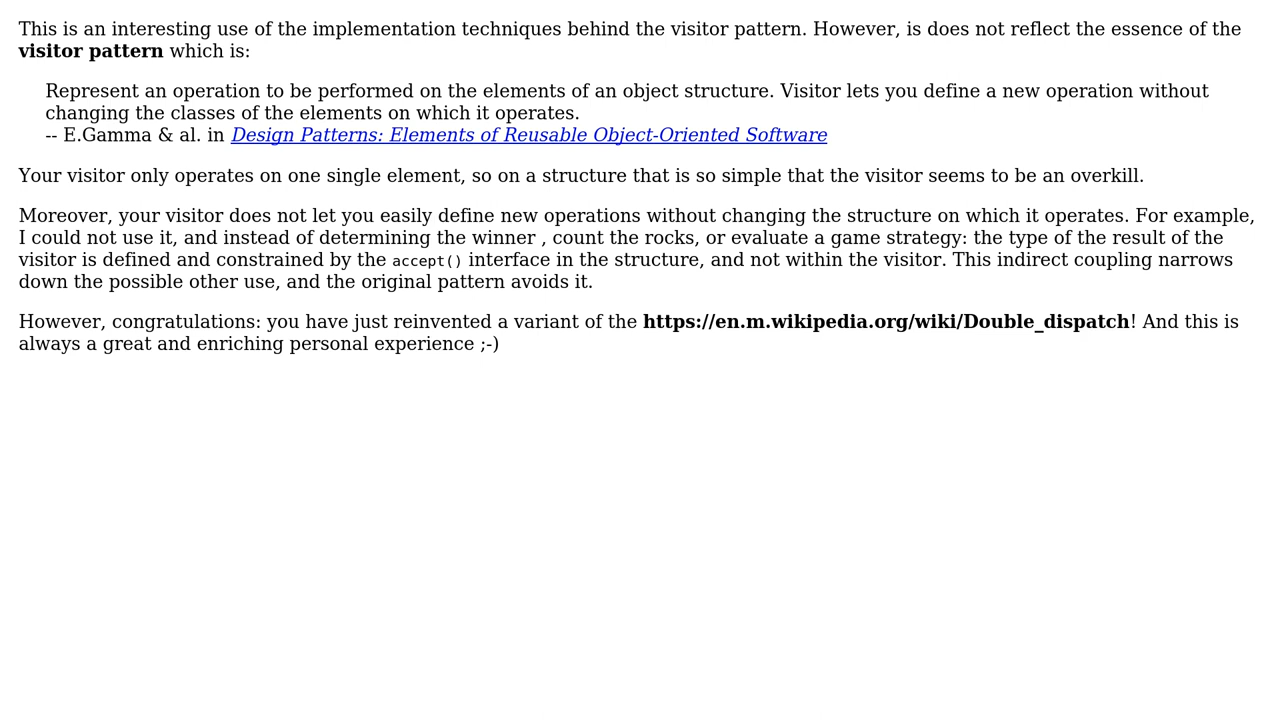 This is an interesting use of the implementation techniques behind the visitor pattern. However, is does not reflect the essence of the
visitor pattern which is:
Represent an operation to be performed on the elements of an object structure. Visitor lets you define a new operation without
changing the classes of the elements on which it operates.
-- E.Gamma & al. in Design Patterns: Elements of Reusable Object-Oriented Software
Your visitor only operates on one single element, so on a structure that is so simple that the visitor seems to be an overkill.
Moreover, your visitor does not let you easily define new operations without changing the structure on which it operates. For example,
I could not use it, and instead of determining the winner , count the rocks, or evaluate a game strategy: the type of the result of the
visitor is defined and constrained by the accept() interface in the structure, and not within the visitor. This indirect coupling narrows
down the possible other use, and the original pattern avoids it.
However, congratulations: you have just reinvented a variant of the https://en.m.wikipedia.org/wiki/Double_dispatch! And this is
always a great and enriching personal experience ;-)